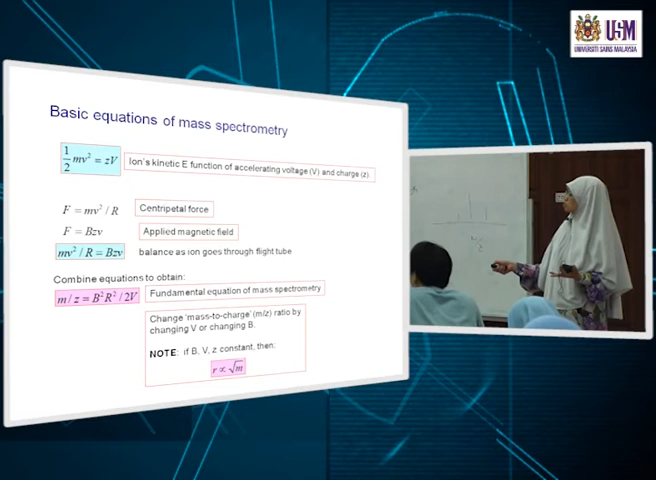 USM
UNIVERSITI SAINS MALAYSIA
Basic equations of mass spectrometry
1/2 mv² = zV
Ion's kinetic E function of accelerating voltage (V) and charge (z).
F = mv² / R
Centripetal force
F = Bzv
Applied magnetic field
mv² / R = Bzv
balance as ion goes through flight tube
Combine equations to obtain:
m / z = B²R² / 2V
Fundamental equation of mass spectrometry
Change 'mass-to-charge' (m/z) ratio by
changing V or changing B.
NOTE: if B, V, z constant, then:
r ∝ √m